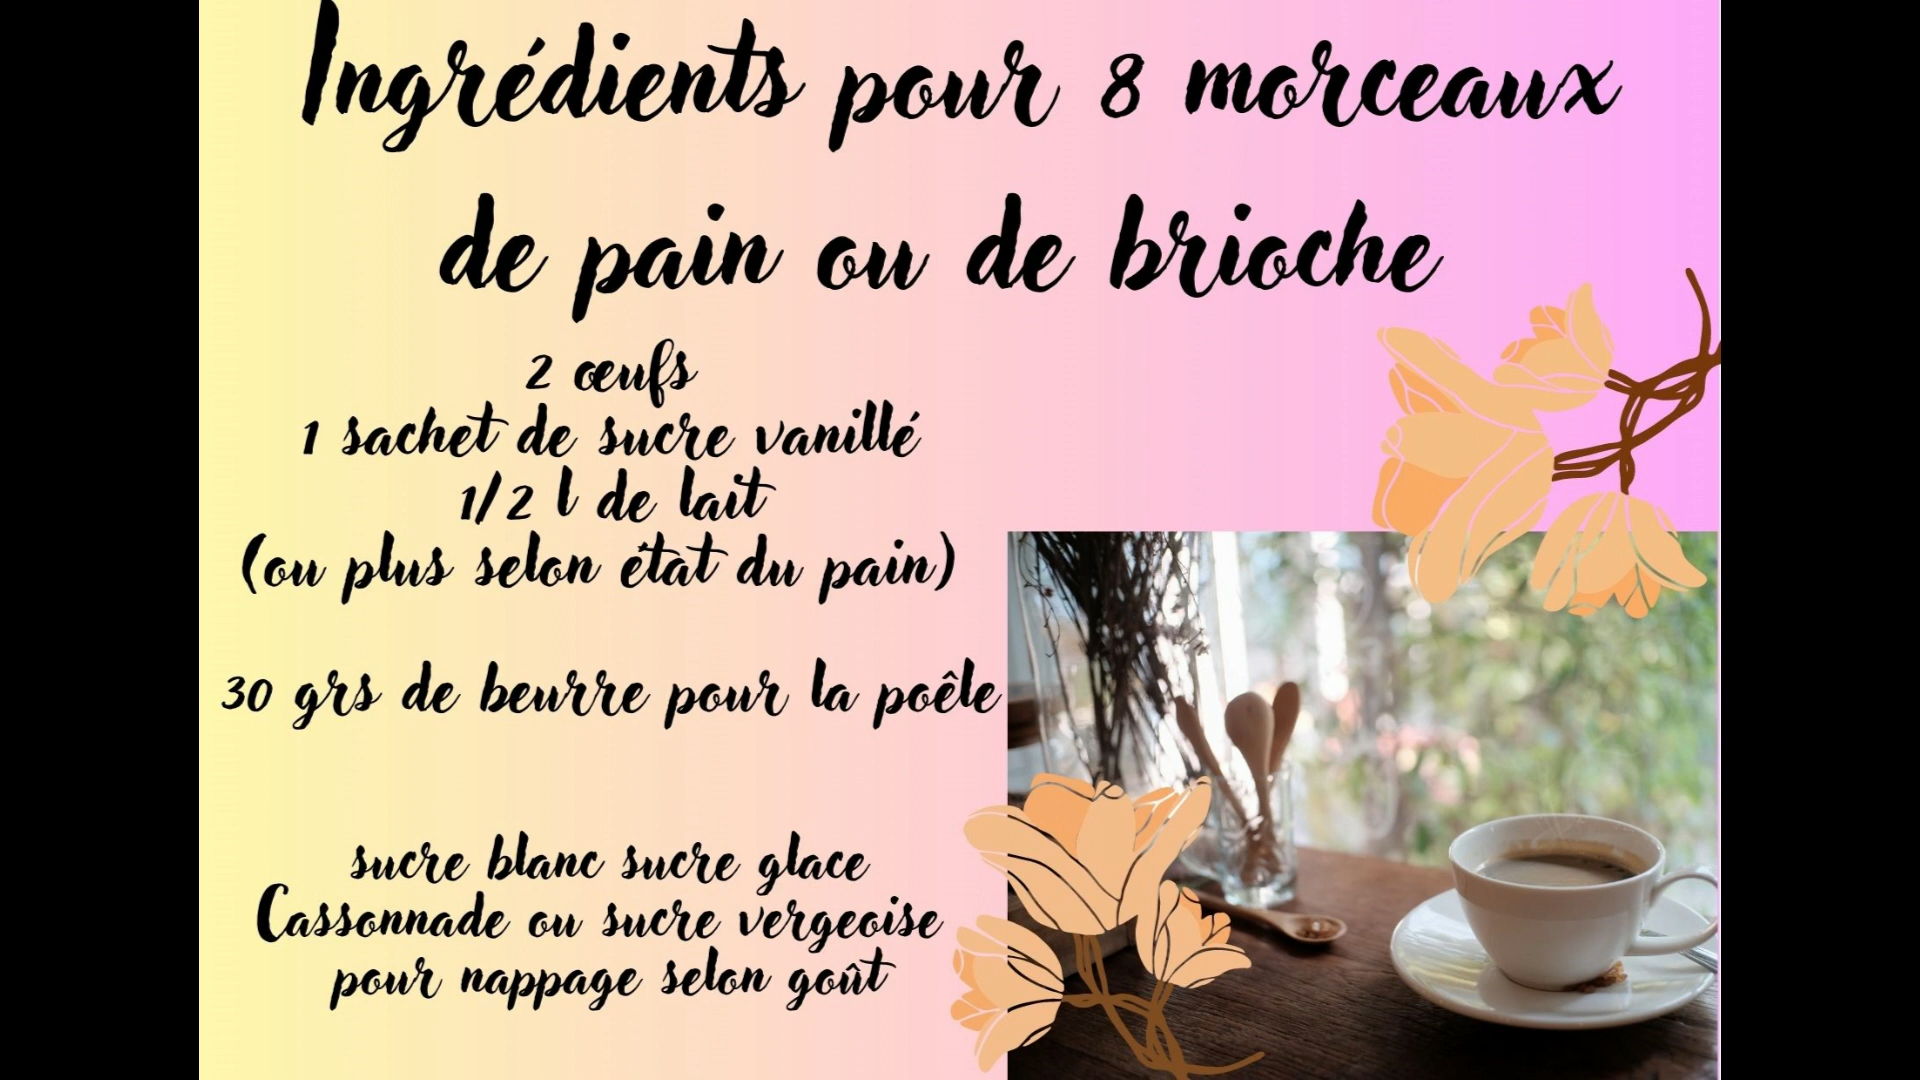 Ingrédients pour 8 morceaux
de pain ou de brioche
2 œufs
1 sachet de sucre vanillé
1/2 l de lait
(ou plus selon état du pain)
30 grs de beurre pour la poêle
sucre blanc sucre glace
Cassonnade ou sucre vergeoise
pour nappage selon goût